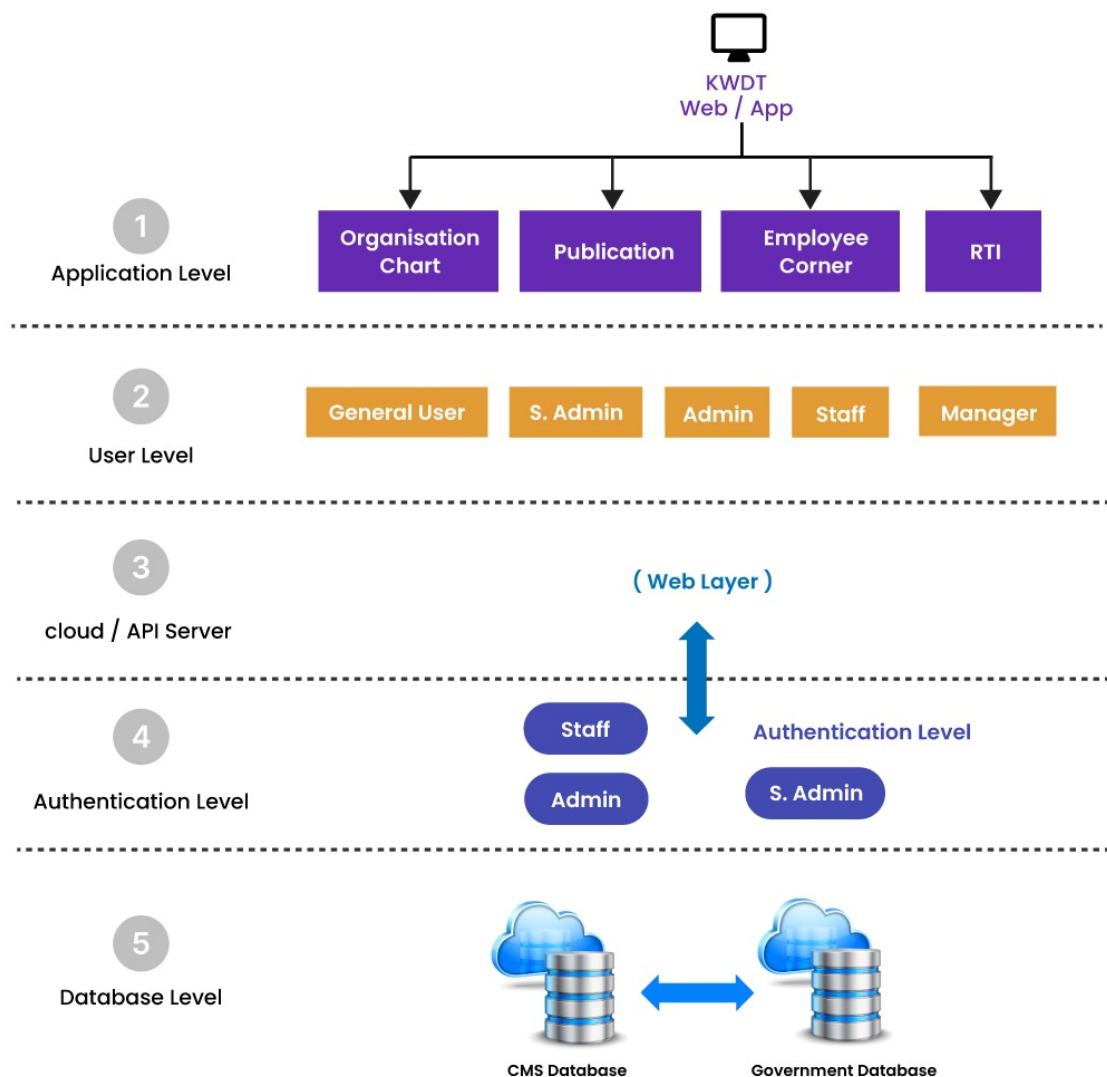 KWDT
Web / App
1
Application Level
Organisation
Chart
Publication
Employee
Corner
RTI
2
User Level
General User
S. Admin
Admin
Staff
Manager
3
cloud / API Server
( Web Layer )
4
Authentication Level
Staff
Admin
Authentication Level
S. Admin
5
Database Level
CMS Database
Government Database